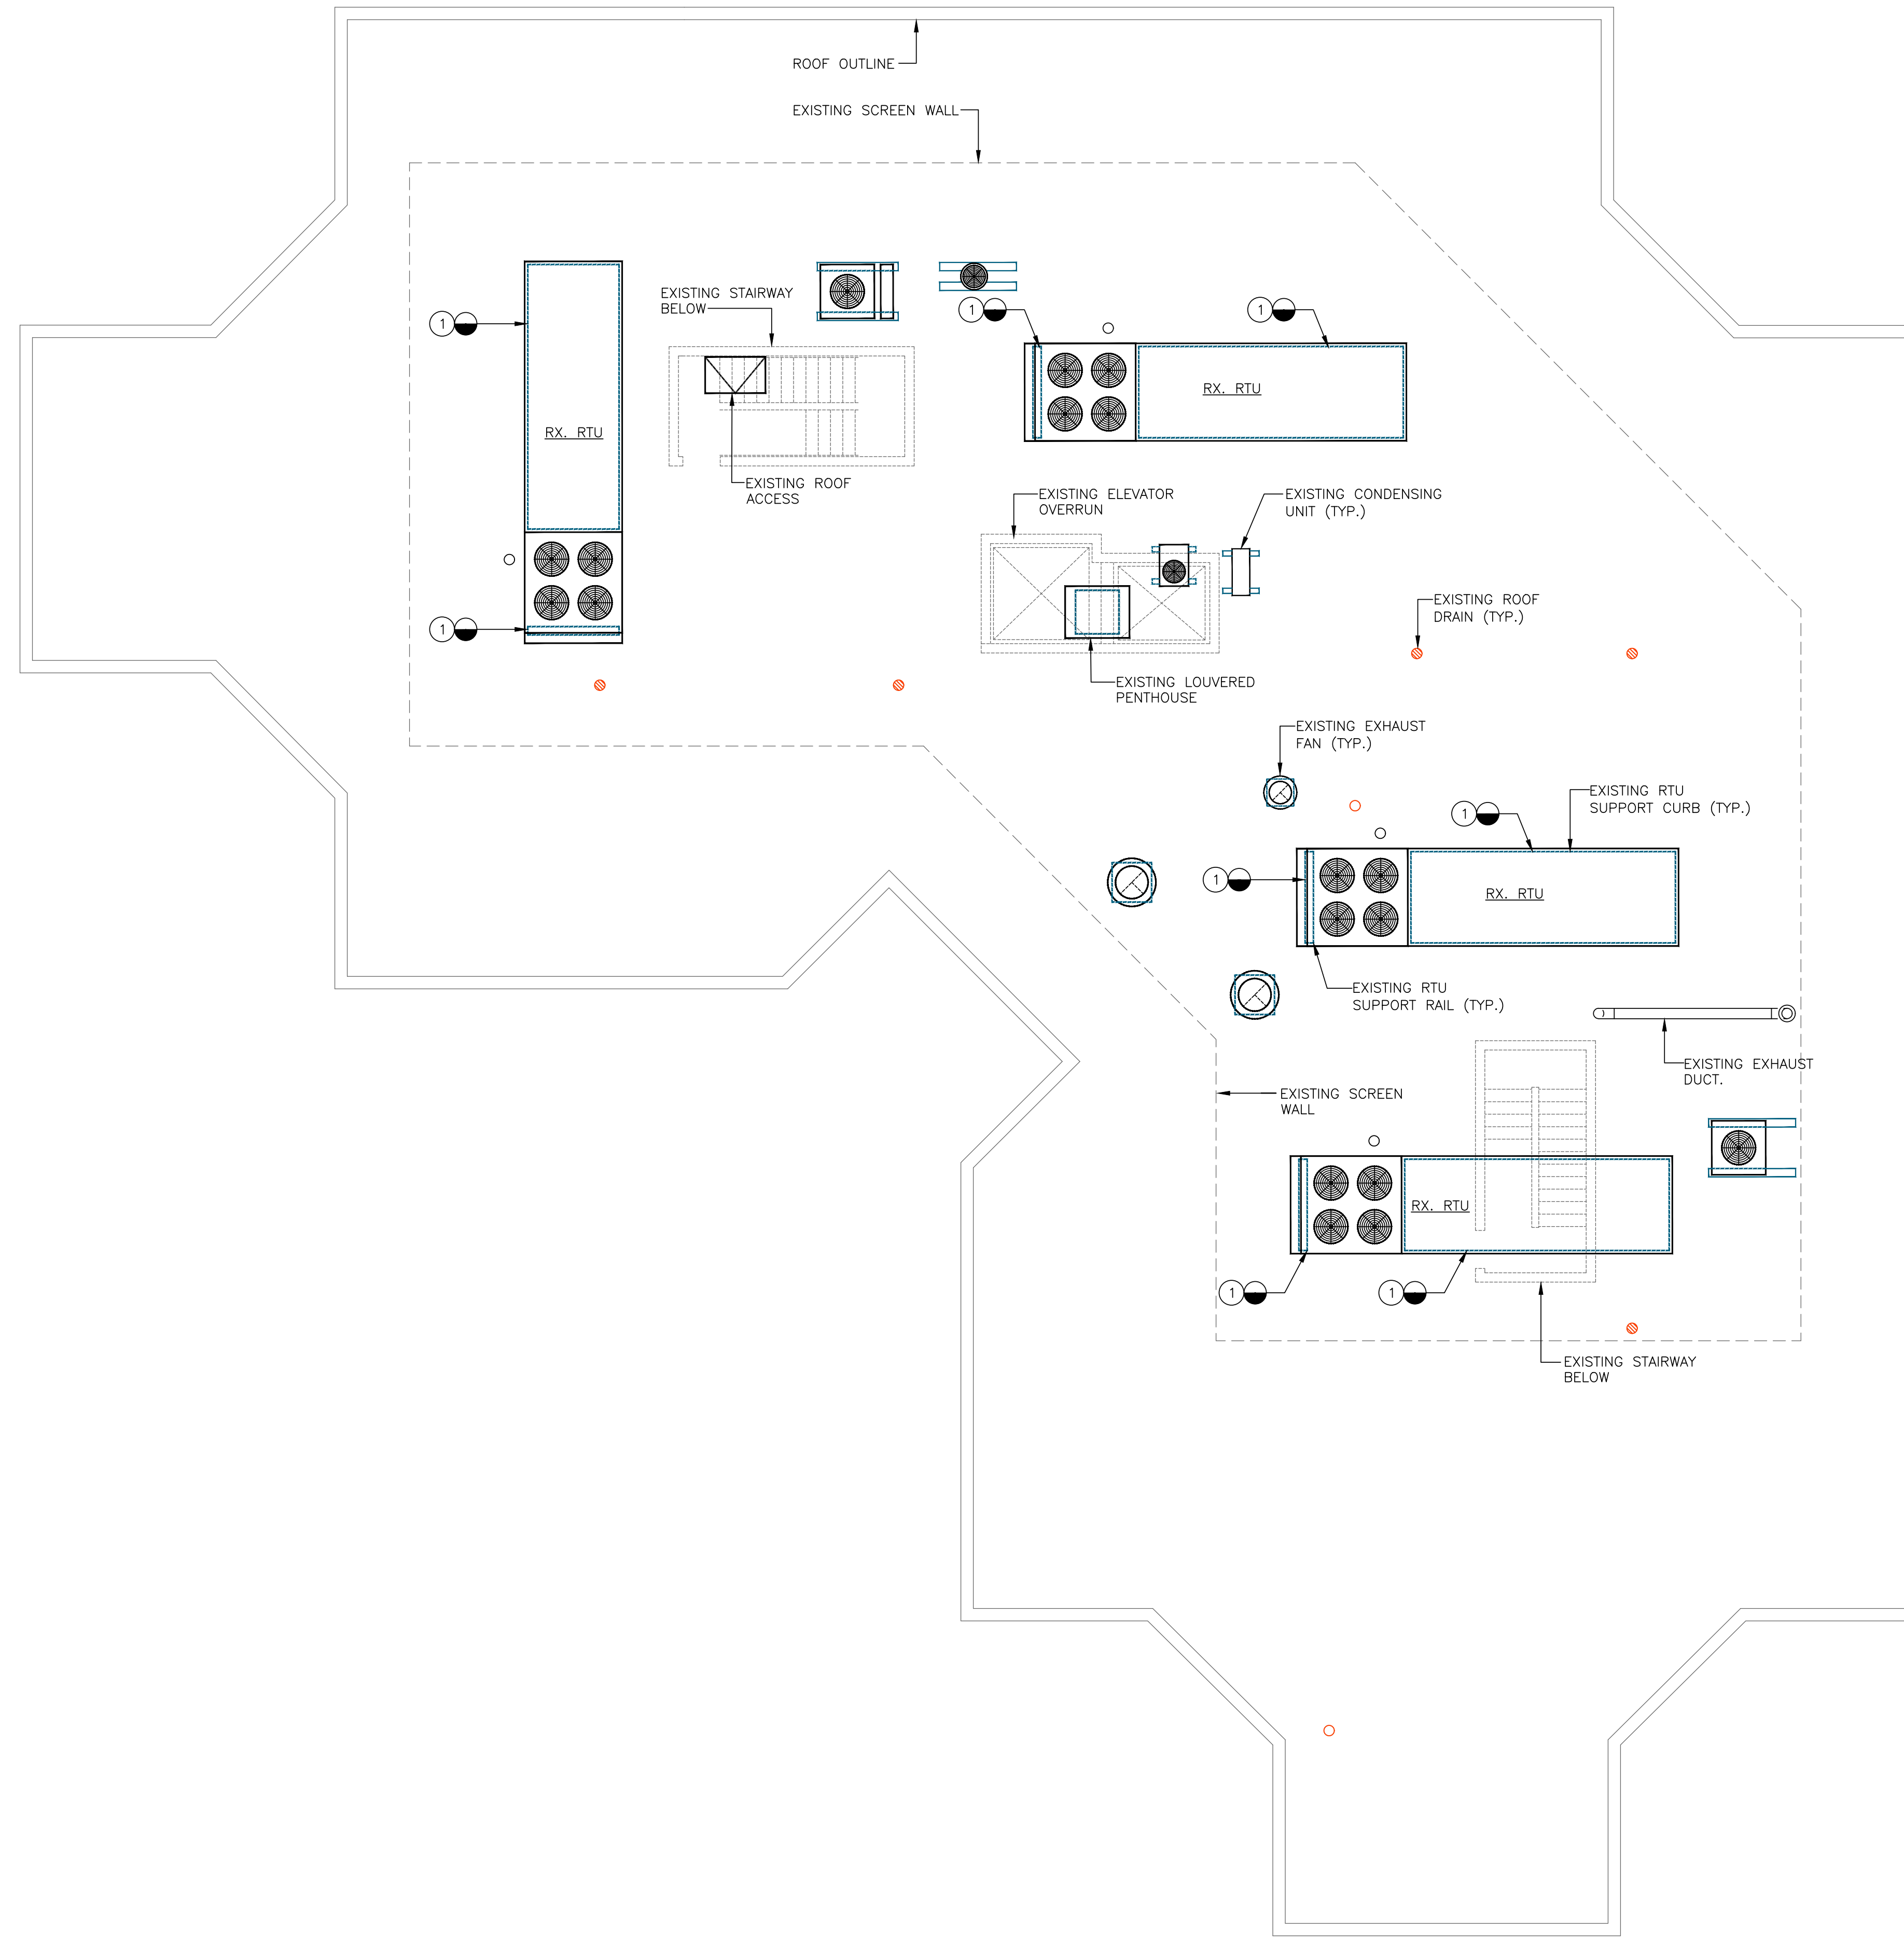 ROOF OUTLINE
EXISTING SCREEN WALL
EXISTING STAIRWAY
BELOW
1
1
1
RX. RTU
RX. RTU
EXISTING ROOF
ACCESS
EXISTING ELEVATOR
OVERRUN
EXISTING CONDENSING
UNIT (TYP.)
1
EXISTING ROOF
DRAIN (TYP.)
EXISTING LOUVERED
PENTHOUSE
EXISTING EXHAUST
FAN (TYP.)
EXISTING RTU
SUPPORT CURB (TYP.)
1
1
RX. RTU
EXISTING RTU
SUPPORT RAIL (TYP.)
EXISTING EXHAUST
DUCT.
EXISTING SCREEN
WALL
RX. RTU
1
1
EXISTING STAIRWAY
BELOW